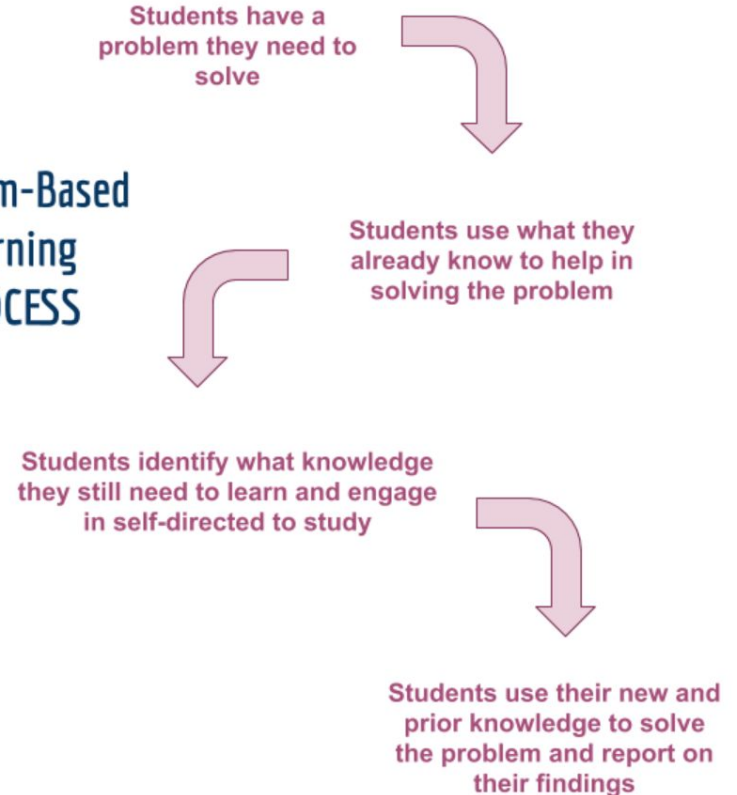 Students have a
problem they need to
solve
m-Based
rning
CESS
Students use what they
already know to help in
solving the problem
Students identify what knowledge
they still need to learn and engage
in self-directed to study
Students use their new and
prior knowledge to solve
the problem and report on
their findings